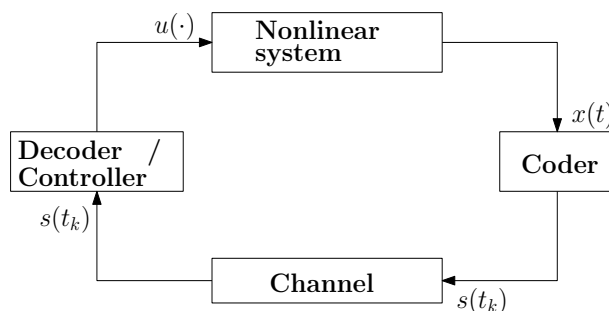 u(·)
Nonlinear
system
x(t)
Decoder /
Controller
Coder
s(t_k)
Channel
s(t_k)